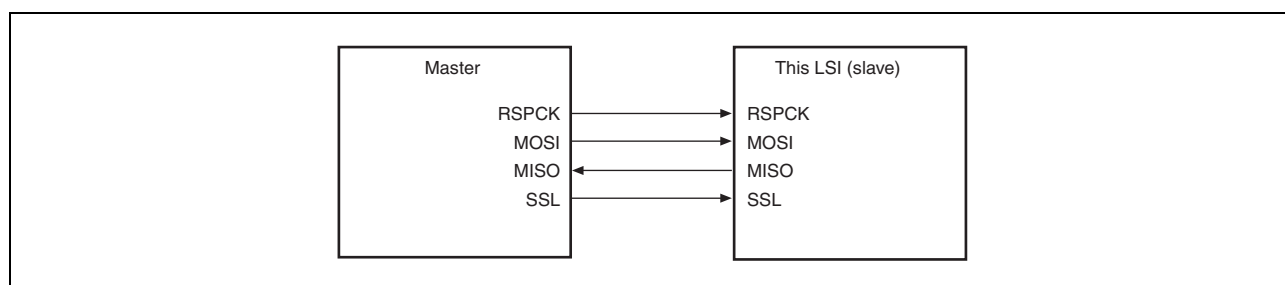 Master
RSPCK
MOSI
MISO
SSL
This LSI (slave)
RSPCK
MOSI
MISO
SSL